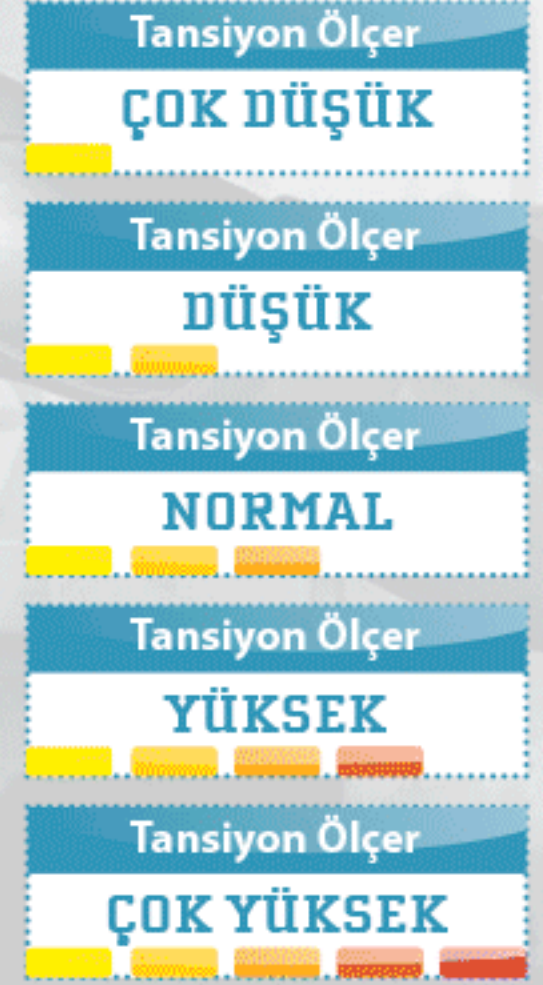 Tansiyon Ölçer
ÇOK DÜŞÜK
Tansiyon Ölçer
DÜŞÜK
Tansiyon Ölçer
NORMAL
Tansiyon Ölçer
YÜKSEK
Tansiyon Ölçer
ÇOK YÜKSEK